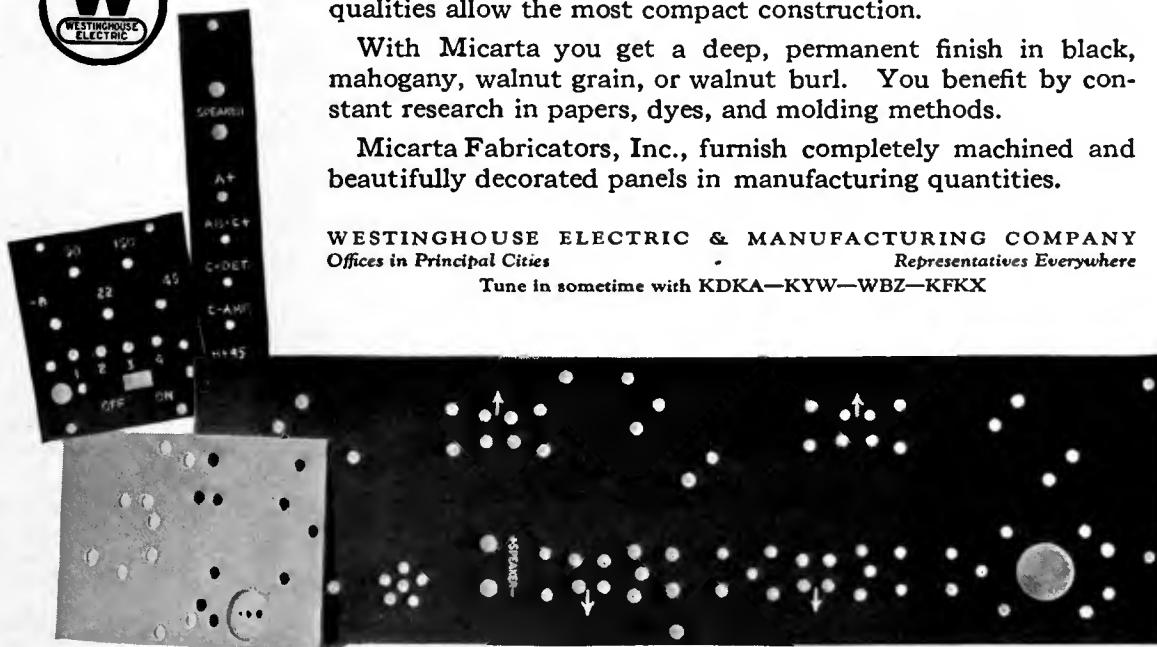 WESTINGHOUSE
ELECTRIC
qualities allow the most compact construction.
With Micarta you get a deep, permanent finish in black,
mahogany, walnut grain, or walnut burl. You benefit by con-
stant research in papers, dyes, and molding methods.
Micarta Fabricators, Inc., furnish completely machined and
beautifully decorated panels in manufacturing quantities.
WESTINGHOUSE ELECTRIC & MANUFACTURING COMPANY
Offices in Principal Cities • Representatives Everywhere
Tune in sometime with KDKA—KYW—WBZ—KFKX
SPEAKER
A+
C-DET.
C-AMP.
90 150
22 45
1 2 3 4
OFF ON
+SPEAKER-